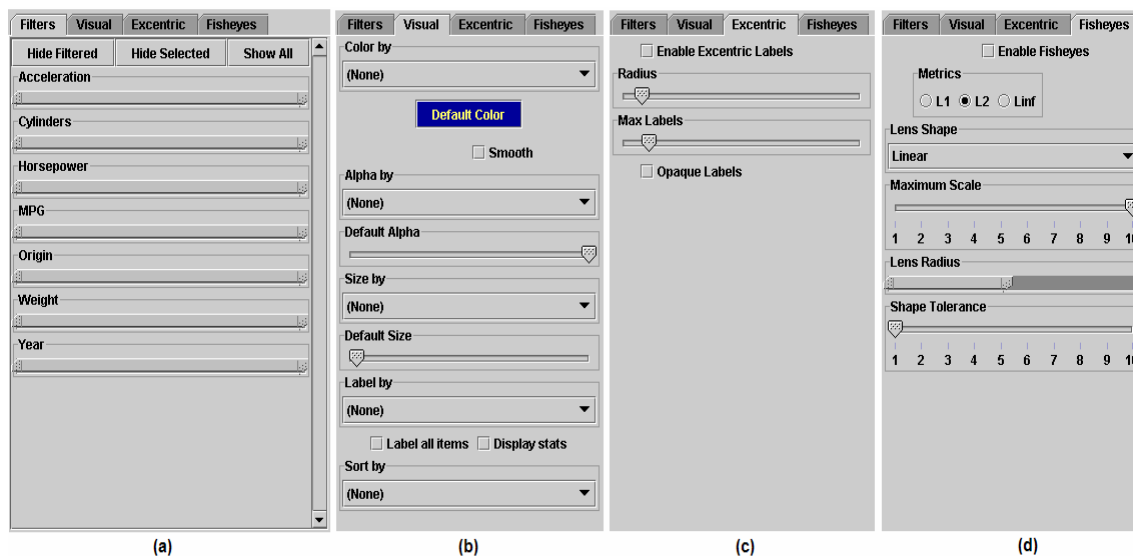 Filters Visual Excentric Fisheyes
Hide Filtered Hide Selected Show All
Acceleration
Cylinders
Horsepower
MPG
Origin
Weight
Year
(a)
Filters Visual Excentric Fisheyes
Color by
(None)
Default Color
Smooth
Alpha by
(None)
Default Alpha
Size by
(None)
Default Size
Label by
(None)
Label all items Display stats
Sort by
(None)
(b)
Filters Visual Excentric Fisheyes
Enable Excentric Labels
Radius
Max Labels
Opaque Labels
(c)
Filters Visual Excentric Fisheyes
Enable Fisheyes
Metrics
L1 L2 Linf
Lens Shape
Linear
Maximum Scale
1 2 3 4 5 6 7 8 9 10
Lens Radius
Shape Tolerance
1 2 3 4 5 6 7 8 9 10
(d)